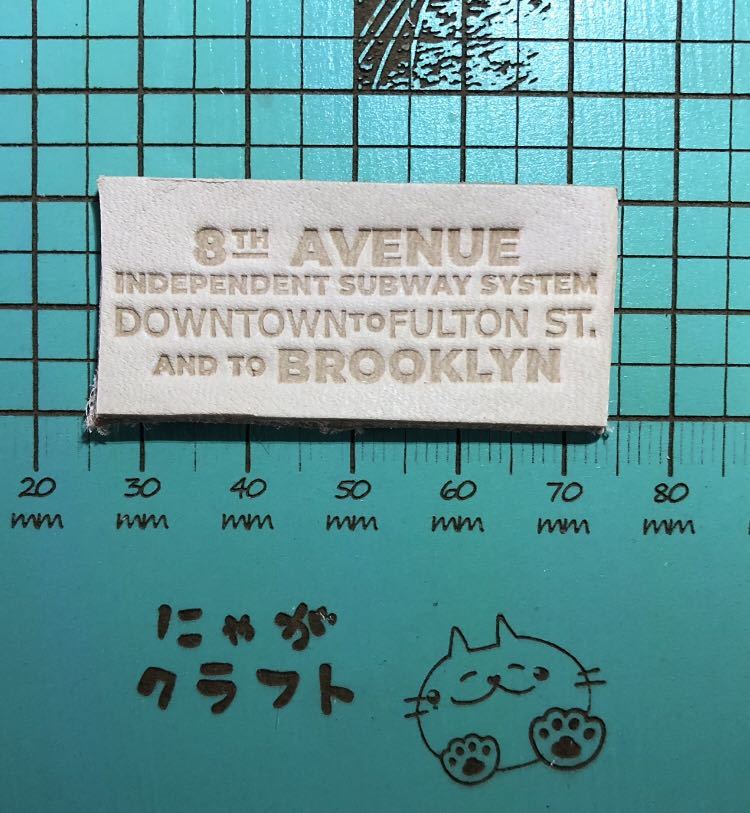 8TH AVENUE
INDEPENDENT SUBWAY SYSTEM
DOWNTOWN TO FULTON ST.
AND TO BROOKLYN
20 30 40 50 60 70 80
mm mm mm mm mm mm mm
にゃが
クラフト